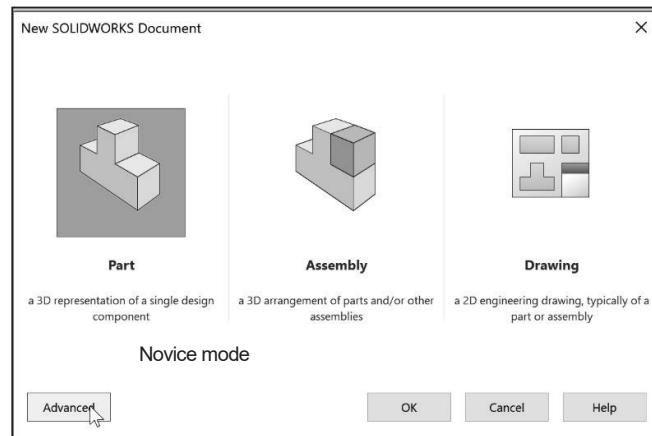 New SOLIDWORKS Document
Part
a 3D representation of a single design
component
Assembly
a 3D arrangement of parts and/or other
assemblies
Drawing
a 2D engineering drawing, typically of a
part or assembly
Novice mode
Advanced
OK
Cancel
Help